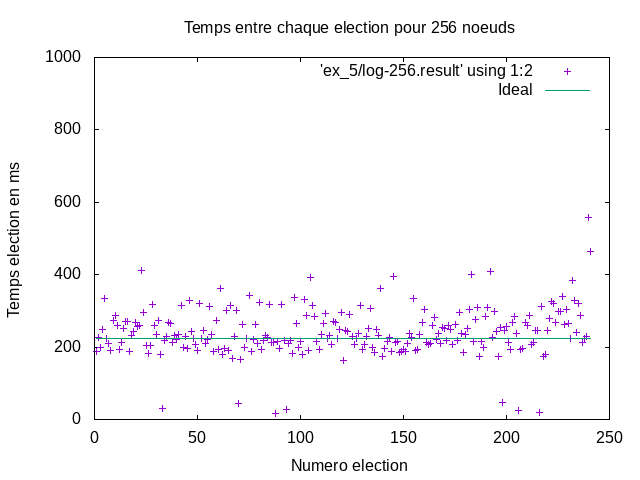 Temps entre chaque election pour 256 noeuds
1000
'ex_5/log-256.result' using 1:2
Ideal
800
600
400
200
0
Temps election en ms
0 50 100 150 200 250
Numero election